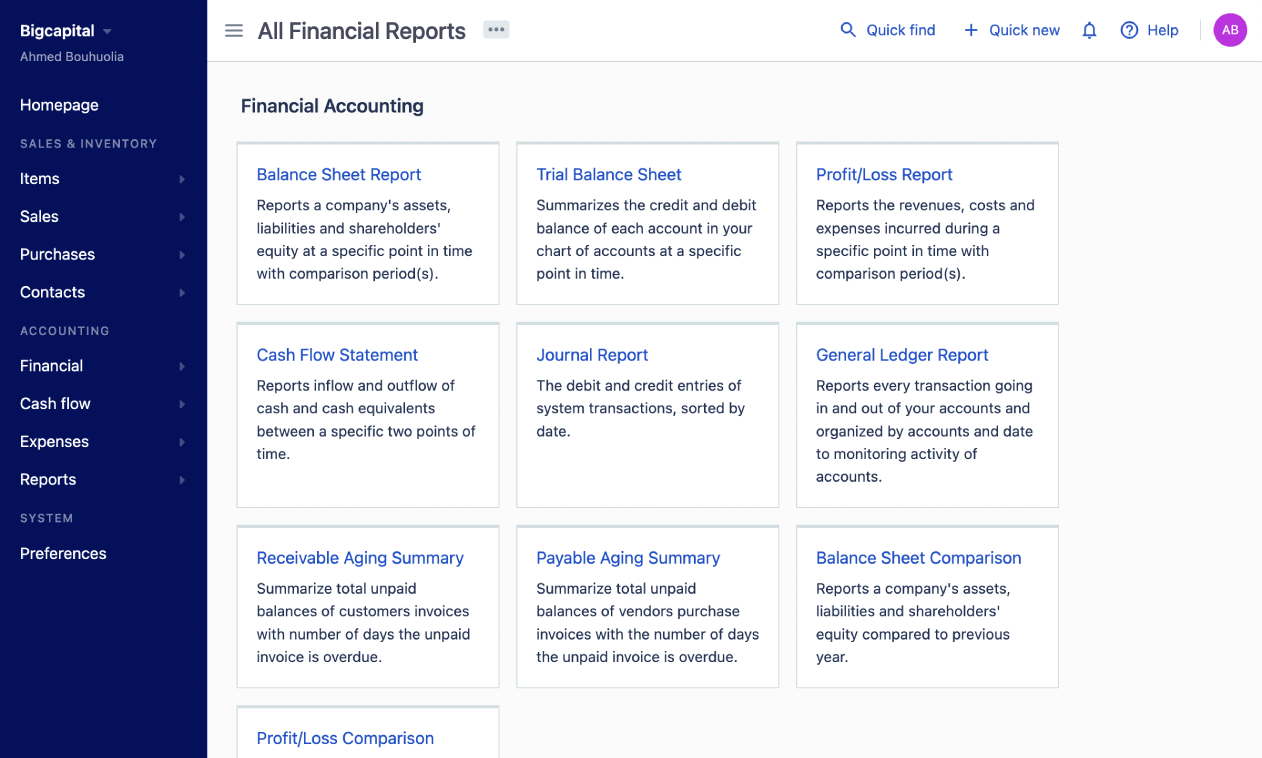 Bigcapital
Ahmed Bouhuolia
Homepage
SALES & INVENTORY
Items
Sales
Purchases
Contacts
ACCOUNTING
Financial
Cash flow
Expenses
Reports
SYSTEM
Preferences
All Financial Reports
Quick find
Quick new
Help
AB
Financial Accounting
Balance Sheet Report
Reports a company's assets,
liabilities and shareholders'
equity at a specific point in time
with comparison period(s).
Trial Balance Sheet
Summarizes the credit and debit
balance of each account in your
chart of accounts at a specific
point in time.
Profit/Loss Report
Reports the revenues, costs and
expenses incurred during a
specific point in time with
comparison period(s).
Cash Flow Statement
Reports inflow and outflow of
cash and cash equivalents
between a specific two points of
time.
Journal Report
The debit and credit entries of
system transactions, sorted by
date.
General Ledger Report
Reports every transaction going
in and out of your accounts and
organized by accounts and date
to monitoring activity of
accounts.
Receivable Aging Summary
Summarize total unpaid
balances of customers invoices
with number of days the unpaid
invoice is overdue.
Payable Aging Summary
Summarize total unpaid
balances of vendors purchase
invoices with the number of days
the unpaid invoice is overdue.
Balance Sheet Comparison
Reports a company's assets,
liabilities and shareholders'
equity compared to previous
year.
Profit/Loss Comparison